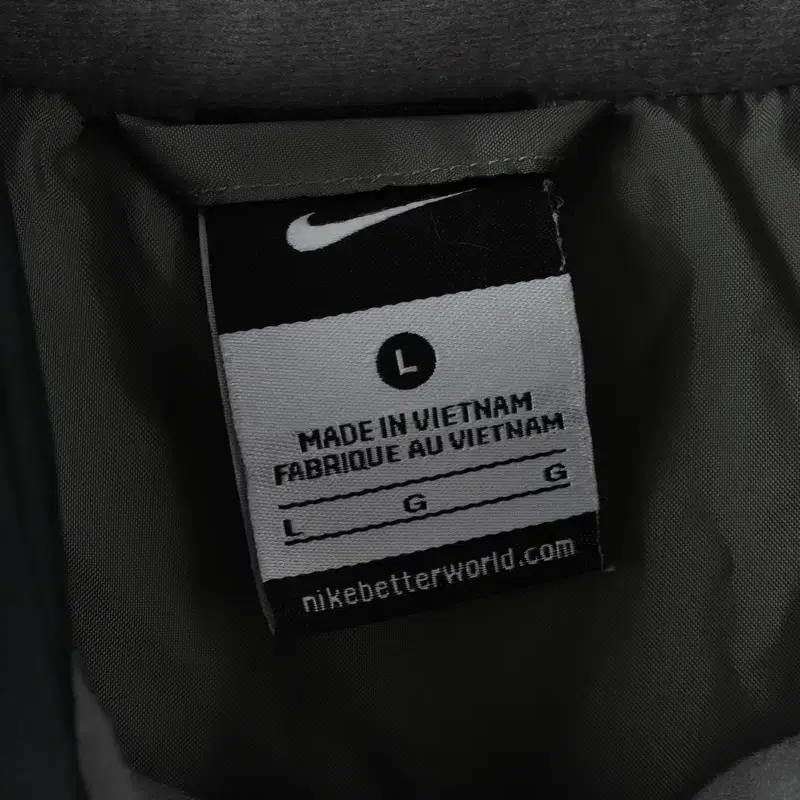 L
MADE IN VIETNAM
FABRIQUE AU VIETNAM
L G G
nikebetterworld.com